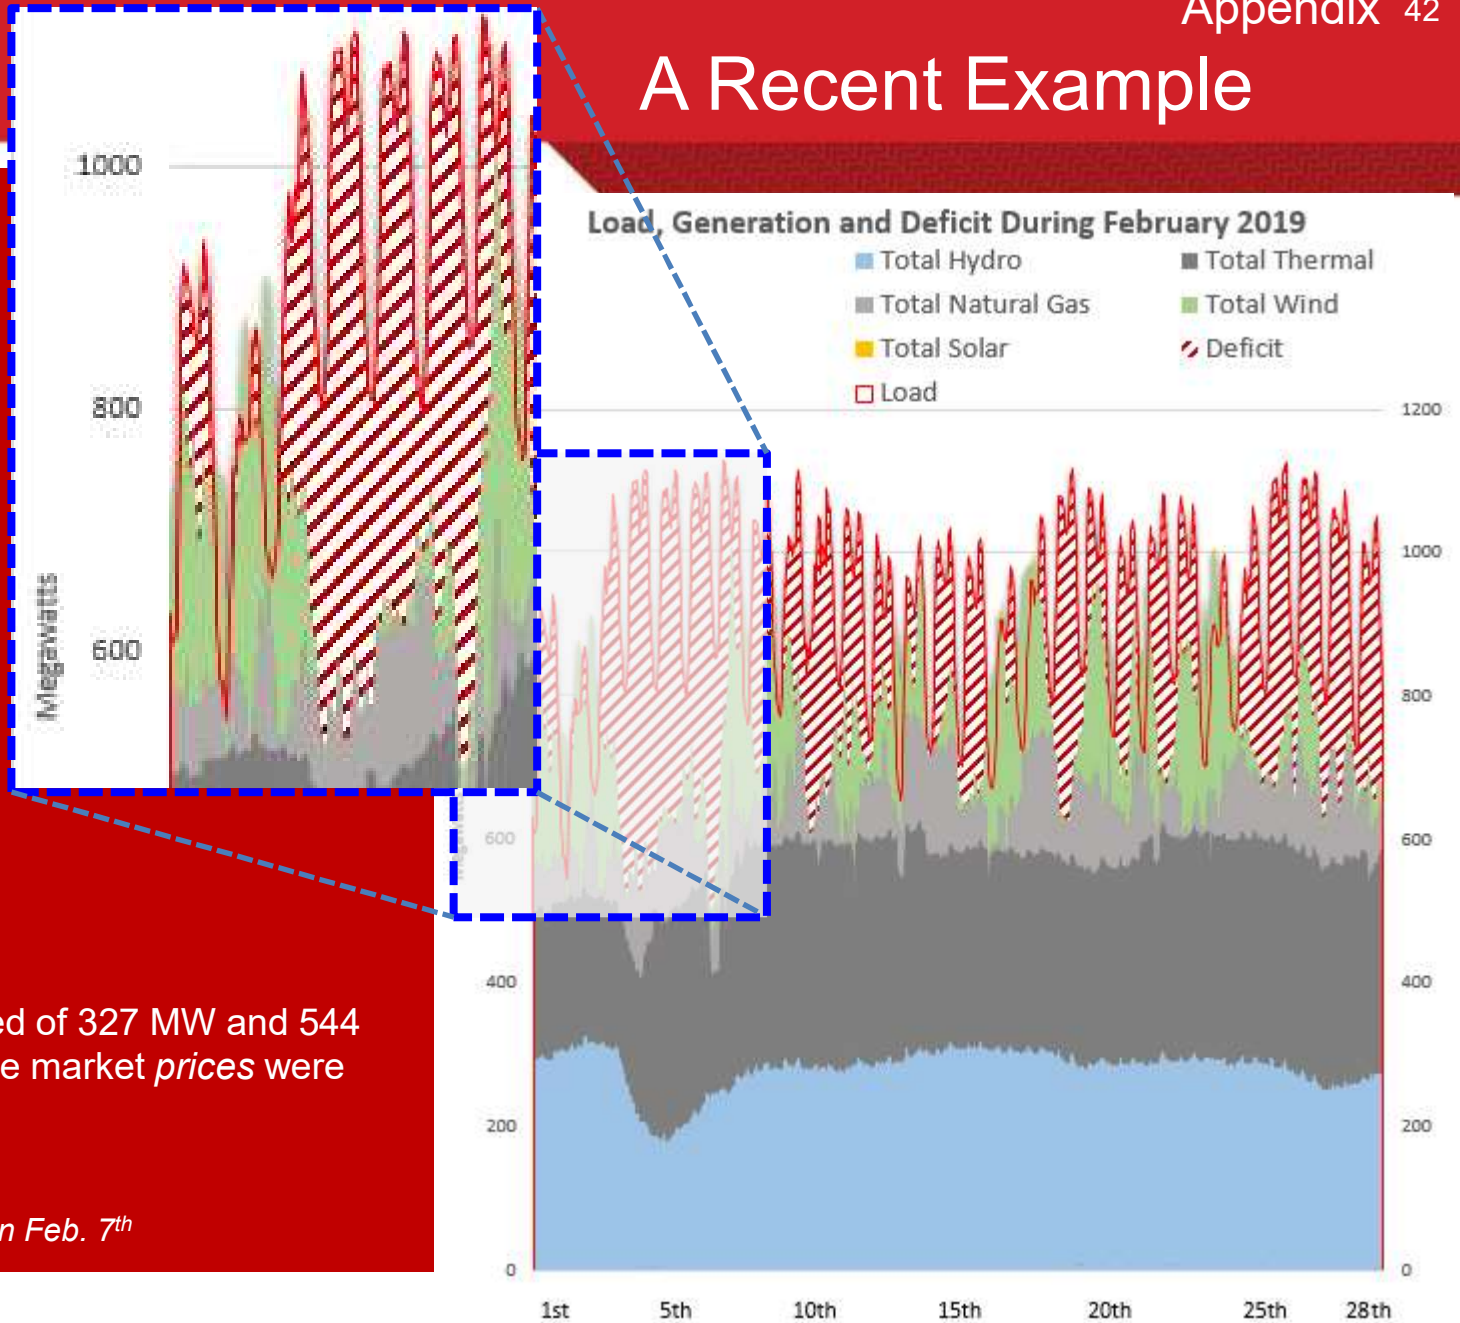 Appendix 42
A Recent Example
1000
800
600
Megawatts
Load, Generation and Deficit During February 2019
Total Hydro
Total Thermal
Total Natural Gas
Total Wind
Total Solar
Deficit
Load
1200
1000
800
600
600
400
400
200
200
0
0
1st 5th 10th 15th 20th 25th 28th
ed of 327 MW and 544
e market prices were
n Feb. 7th